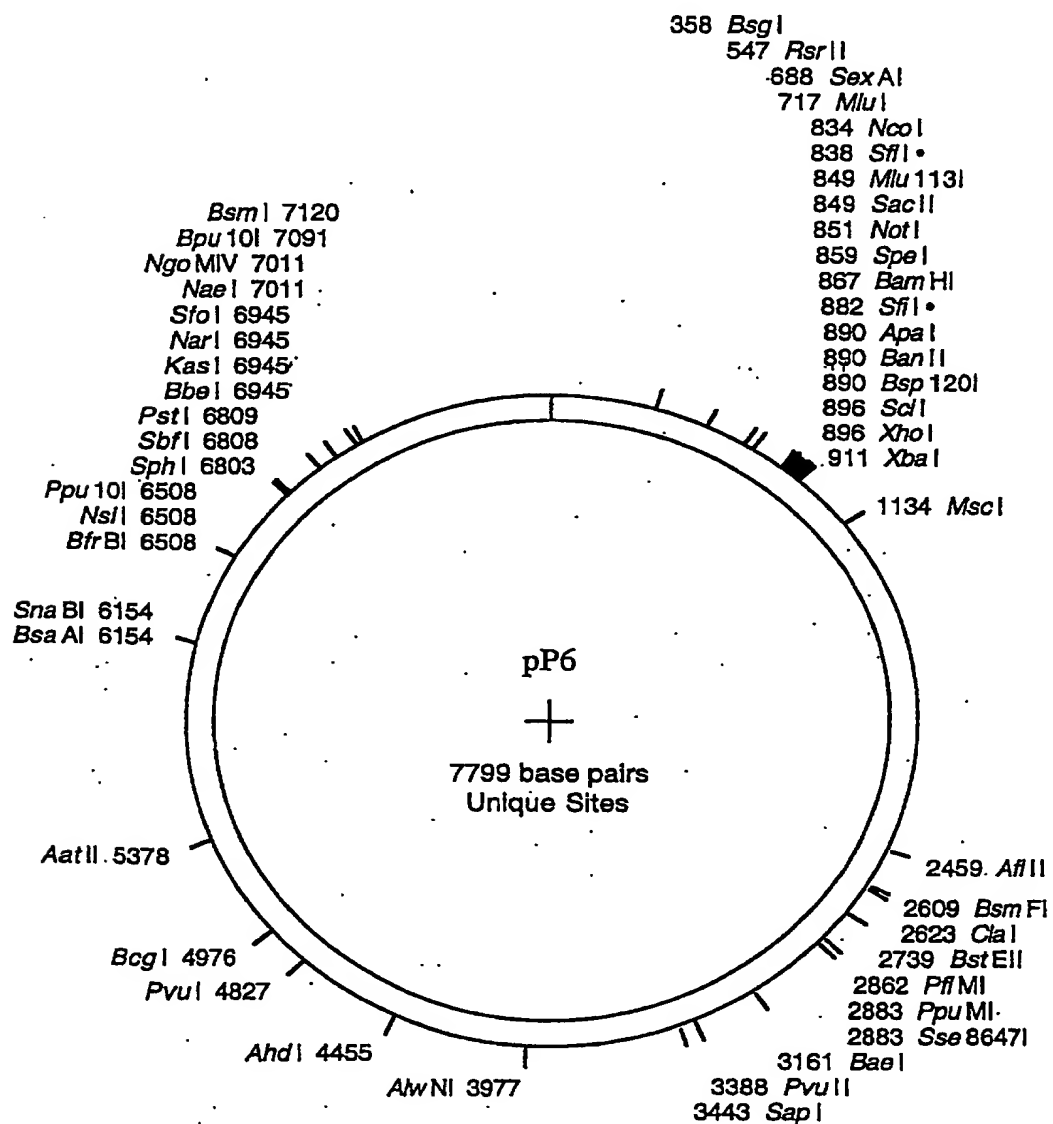 358 BsgI
547 RsrII
688 SexAI
717 MluI
834 NcoI
838 SfiI •
849 Mlu113I
849 SacII
851 NotI
859 SpeI
867 BamHI
882 SfiI •
890 ApaI
890 BanII
890 Bsp120I
896 SciI
896 XhoI
911 XbaI
1134 MscI
BsmI 7120
Bpu10I 7091
NgoMIV 7011
NaeI 7011
SfoI 6945
NarI 6945
KasI 6945
BbeI 6945
PstI 6809
SbfI 6808
SphI 6803
Ppu10I 6508
NsiI 6508
BfrBI 6508
SnaBI 6154
BsaAI 6154
pP6
7799 base pairs
Unique Sites
AatII 5378
BcgI 4976
PvuI 4827
AhdI 4455
AlwNI 3977
2459 AflII
2609 BsmFI
2623 ClaI
2739 BstEII
2862 PflMI
2883 PpuMI
2883 Sse8647I
3161 BaeI
3388 PvuII
3443 SapI